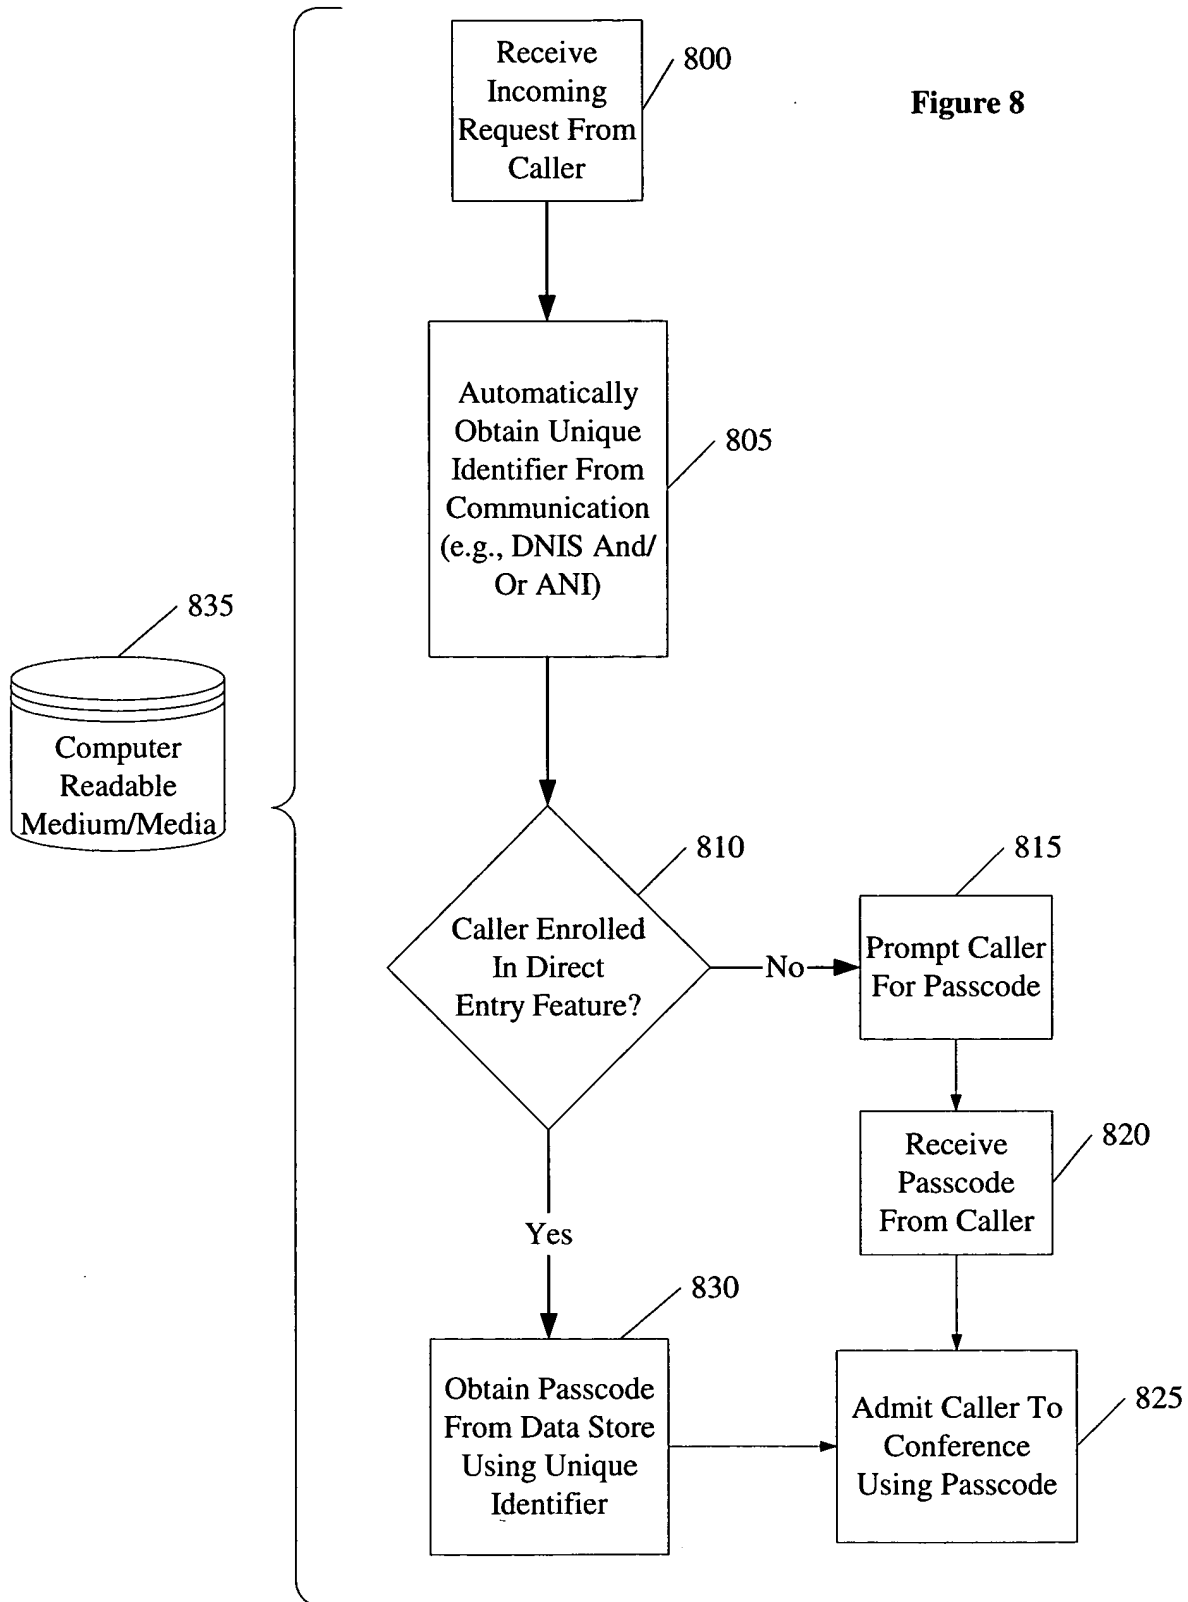 Receive
Incoming
Request From
Caller
800
Figure 8
Automatically
Obtain Unique
Identifier From
Communication
(e.g., DNIS And/
Or ANI)
805
835
Computer
Readable
Medium/Media
810
Caller Enrolled
In Direct
Entry Feature?
No
815
Prompt Caller
For Passcode
820
Receive
Passcode
From Caller
Yes
830
Obtain Passcode
From Data Store
Using Unique
Identifier
825
Admit Caller To
Conference
Using Passcode